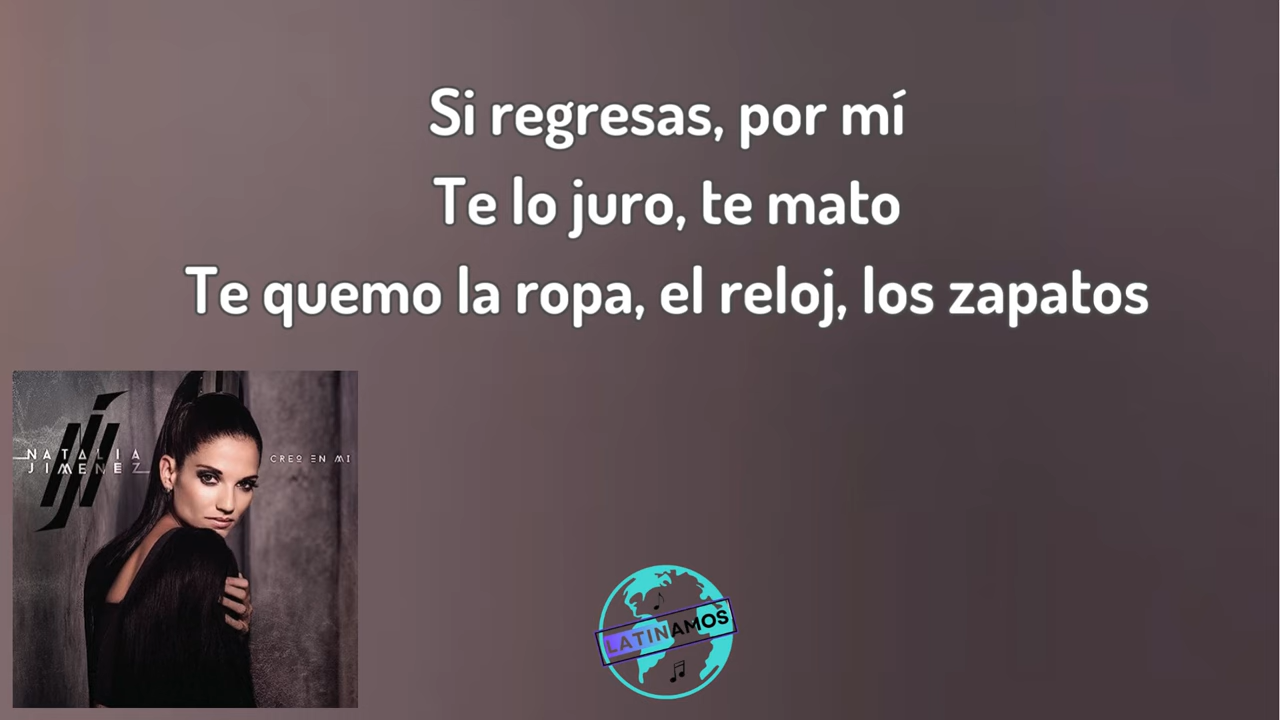 Si regresas, por mí
Te lo juro, te mato
Te quemo la ropa, el reloj, los zapatos
NATALIA
JIMENEZ
CREO EN MI
LATINAMOS